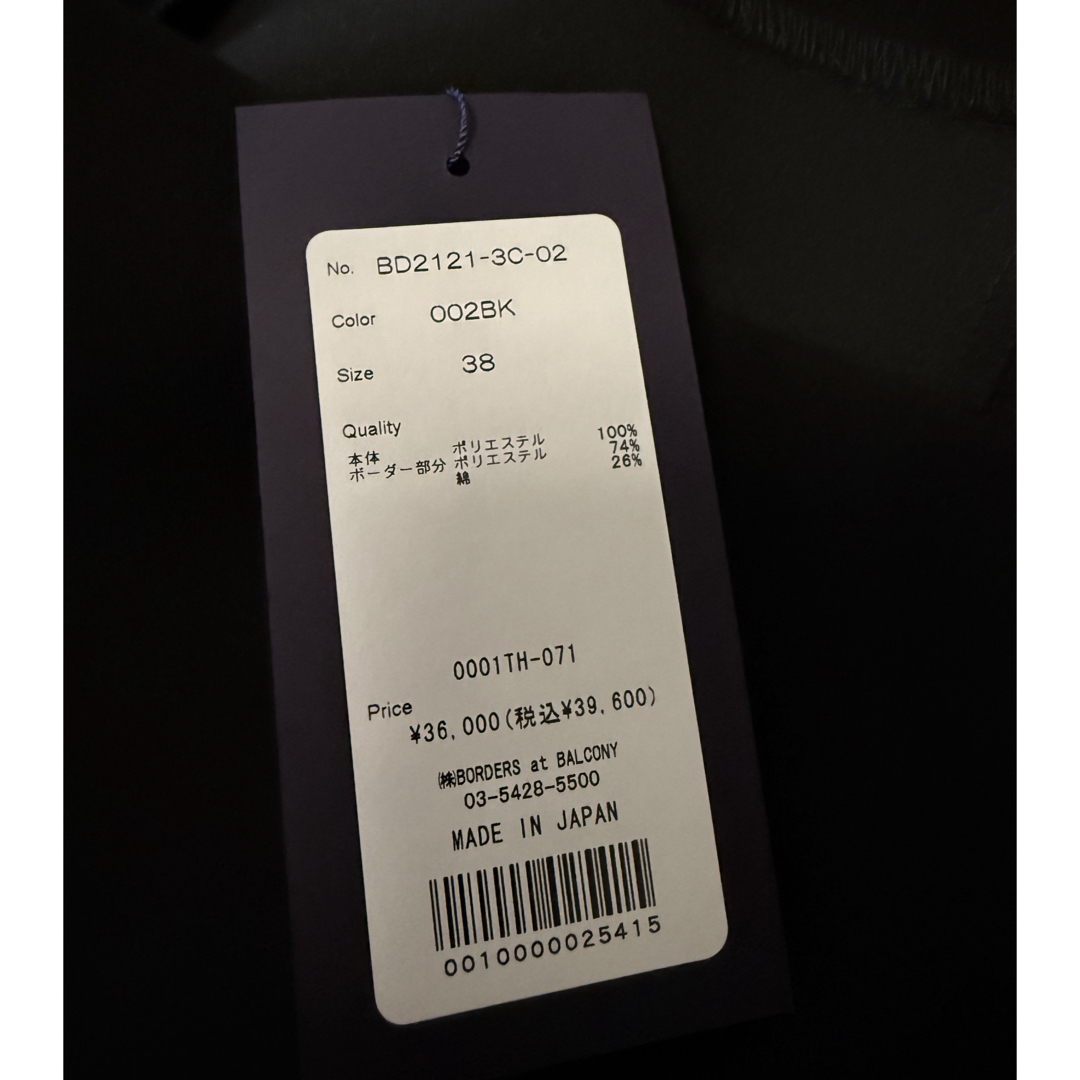 No. BD2121-3C-02
Color 002BK
Size 38
Quality
本体 ポリエステル 100%
ボーダー部分 ポリエステル 74%
綿 26%
0001TH-071
Price
¥36,000(税込¥39,600)
㈱BORDERS at BALCONY
03-5428-5500
MADE IN JAPAN
0010000025415